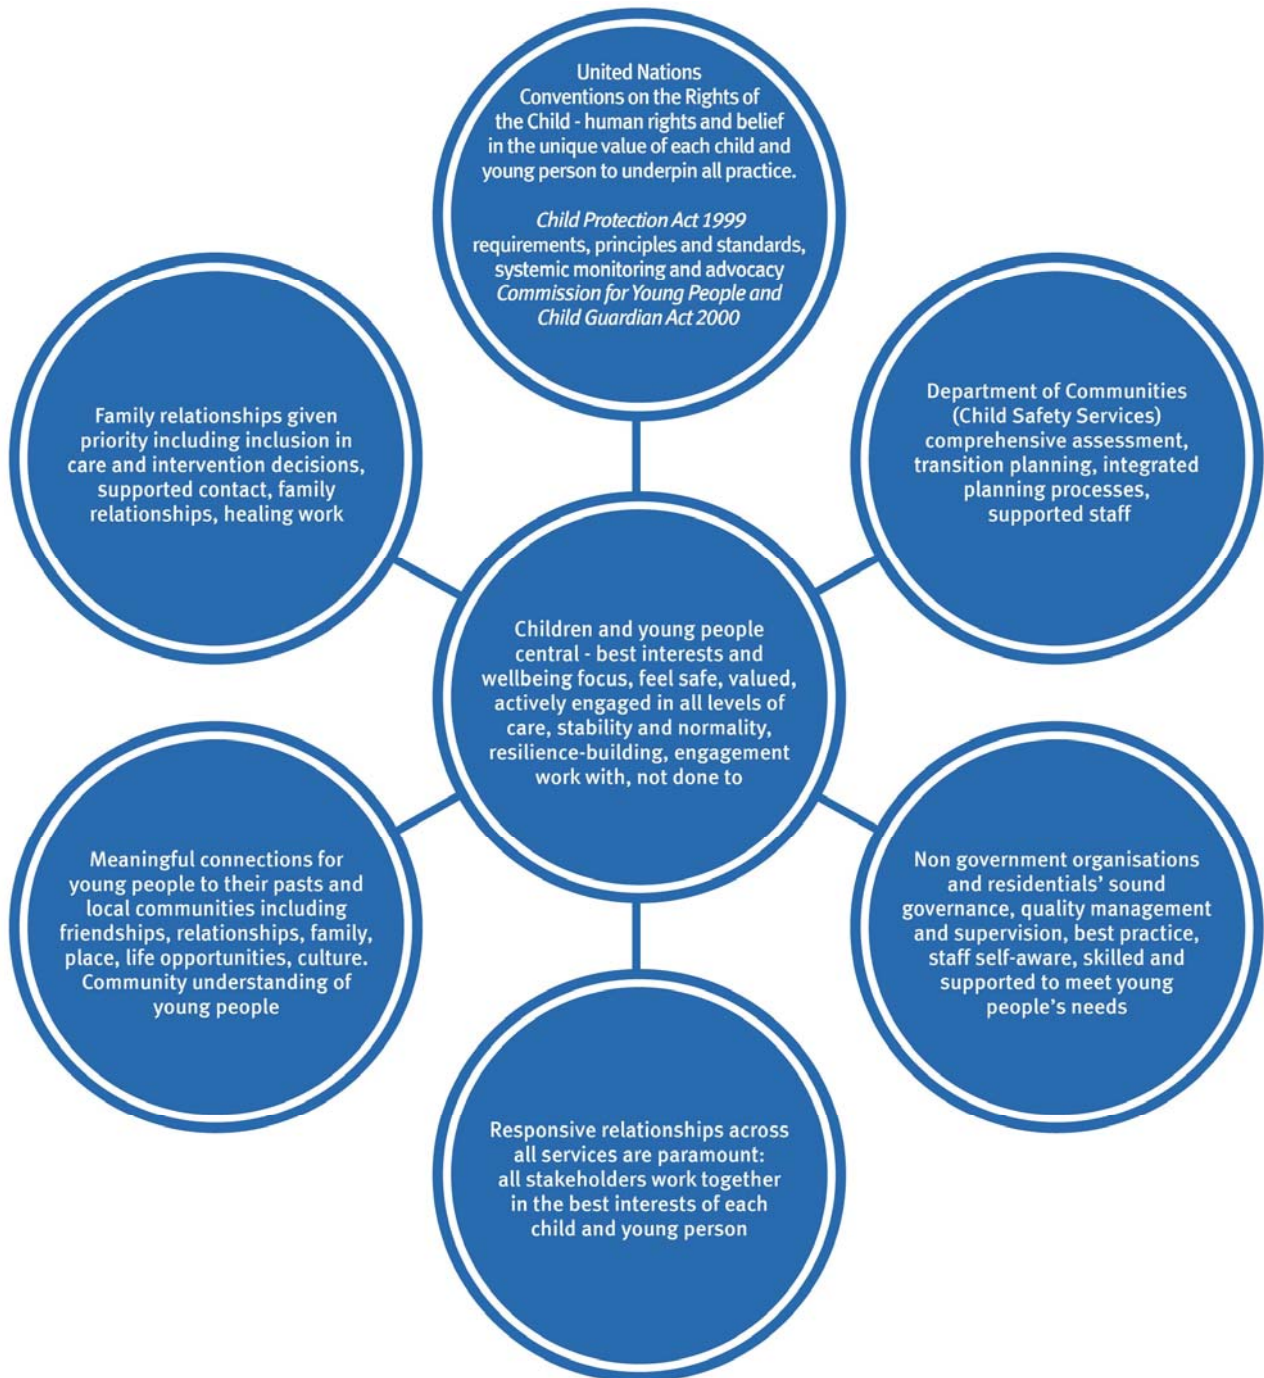 United Nations
Conventions on the Rights of
the Child - human rights and belief
in the unique value of each child and
young person to underpin all practice.
Child Protection Act 1999
requirements, principles and standards,
systemic monitoring and advocacy
Commission for Young People and
Child Guardian Act 2000
Family relationships given
priority including inclusion in
care and intervention decisions,
supported contact, family
relationships, healing work
Department of Communities
(Child Safety Services)
comprehensive assessment,
transition planning, integrated
planning processes,
supported staff
Children and young people
central - best interests and
wellbeing focus, feel safe, valued,
actively engaged in all levels of
care, stability and normality,
resilience-building, engagement
work with, not done to
Meaningful connections for
young people to their pasts and
local communities including
friendships, relationships, family,
place, life opportunities, culture.
Community understanding of
young people
Non government organisations
and residentials’ sound
governance, quality management
and supervision, best practice,
staff self-aware, skilled and
supported to meet young
people’s needs
Responsive relationships across
all services are paramount:
all stakeholders work together
in the best interests of each
child and young person